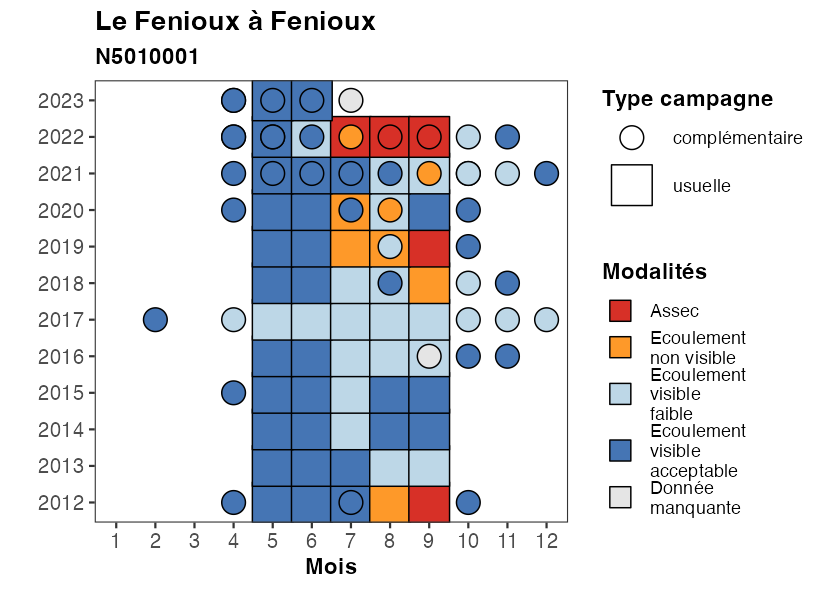 Le Fenioux à Fenioux
N5010001
2023
2022
2021
2020
2019
2018
2017
2016
2015
2014
2013
2012
1 2 3 4 5 6 7 8 9 10 11 12
Mois
Type campagne
complémentaire
usuelle
Modalités
Assec
Ecoulement
non visible
Ecoulement
visible
faible
Ecoulement
visible
acceptable
Donnée
manquante